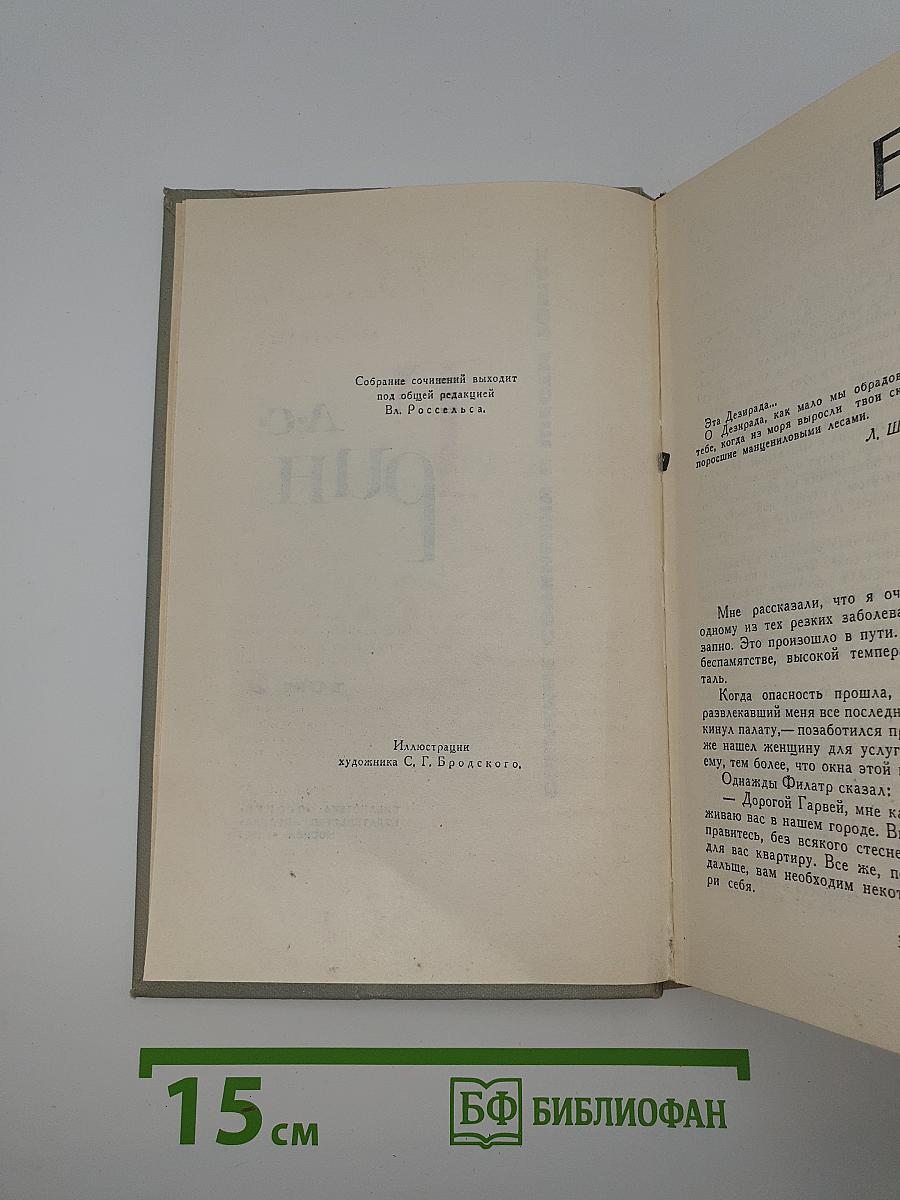 Собрание сочинений выходит
под общей редакцией
Вл. Россельса.
Иллюстрации
художника С. Г. Бродского.
Эта Дезирада...
О Дезирада, как мало мы обрадов
тебе, когда из моря выросли твои ск
поросшие манцениловыми лесами.
Л. Ш
Мне рассказали, что я оч
одному из тех резких заболева
запно. Это произошло в пути.
беспамятстве, высокой темпер
таль.
Когда опасность прошла,
развлекавший меня все последн
кинул палату,— позаботился пр
же нашел женщину для услуг
ему, тем более, что окна этой
Однажды Филатр сказал:
— Дорогой Гарвей, мне ка
живаю вас в нашем городе. В
правитесь, без всякого стесне
для вас квартиру. Все же, п
дальше, вам необходим некот
ри себя.
15 см
БФ БИБЛИОФАН